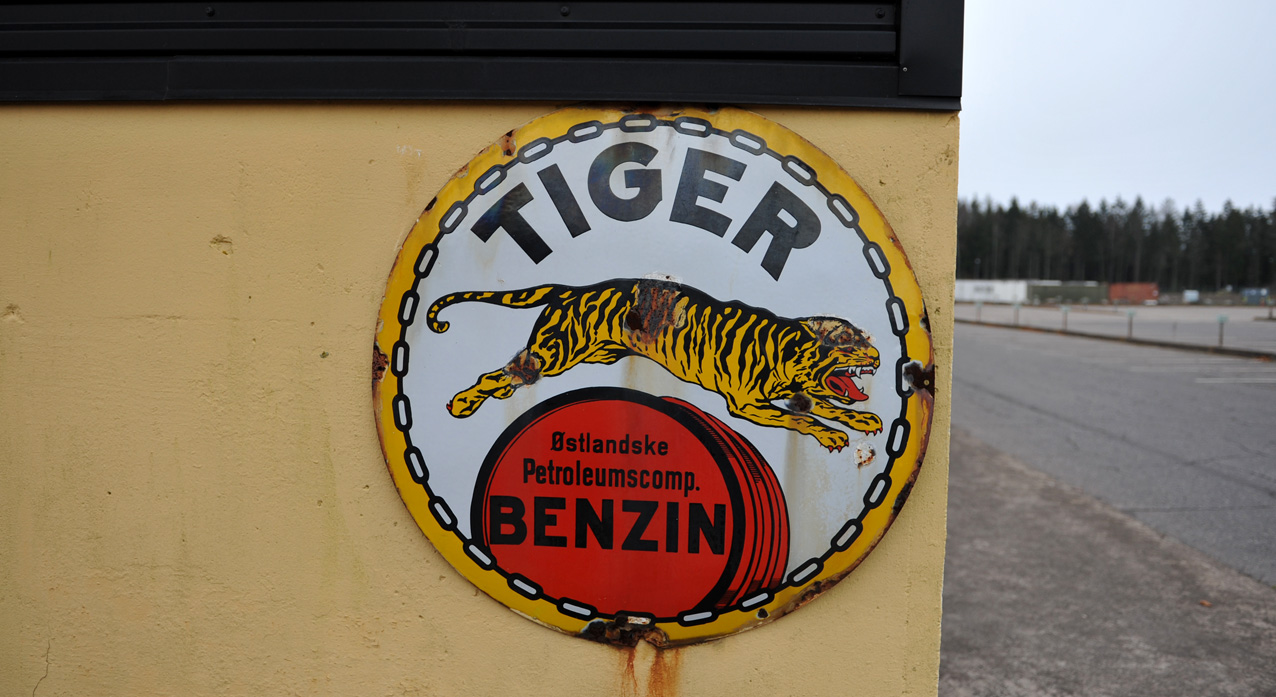 TIGER
Østlandske
Petroleumscomp.
BENZIN